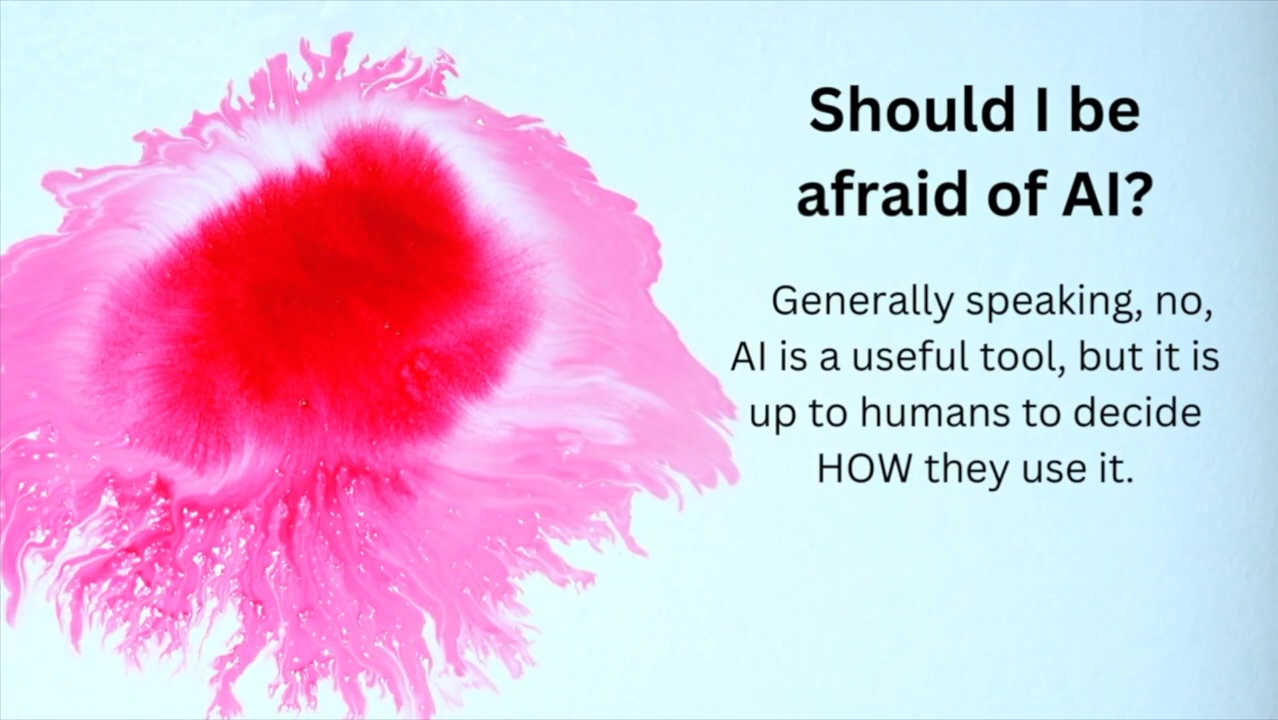 Should I be
afraid of AI?
Generally speaking, no,
AI is a useful tool, but it is
up to humans to decide
HOW they use it.